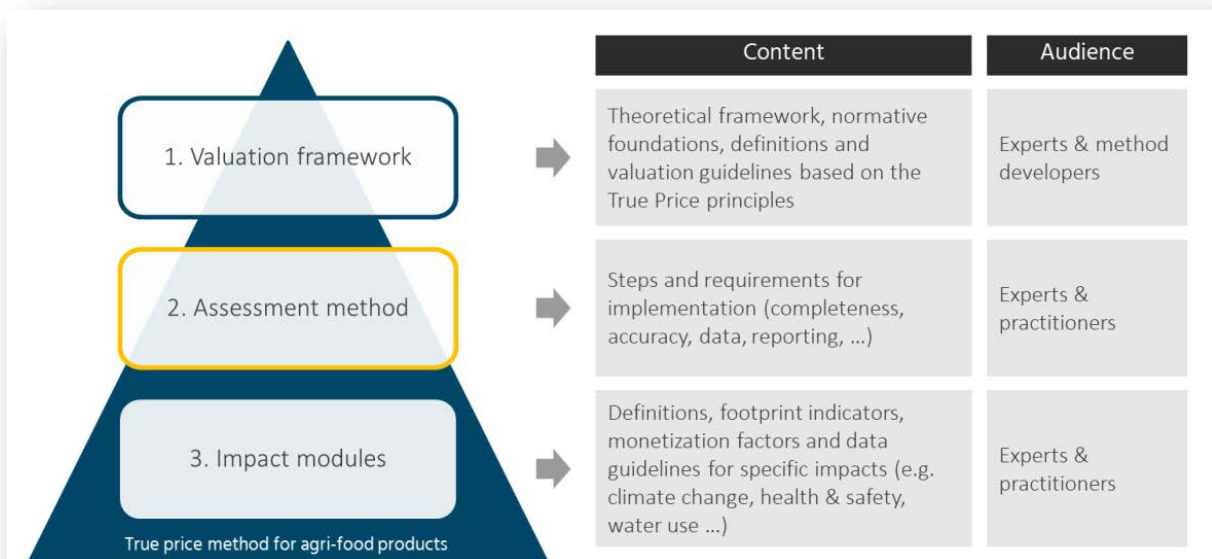 Content
Audience
1. Valuation framework
Theoretical framework, normative
foundations, definitions and
valuation guidelines based on the
True Price principles
Experts & method
developers
2. Assessment method
Steps and requirements for
implementation (completeness,
accuracy, data, reporting, ...)
Experts &
practitioners
3. Impact modules
Definitions, footprint indicators,
monetization factors and data
guidelines for specific impacts (e.g.
climate change, health & safety,
water use ...)
Experts &
practitioners
True price method for agri-food products